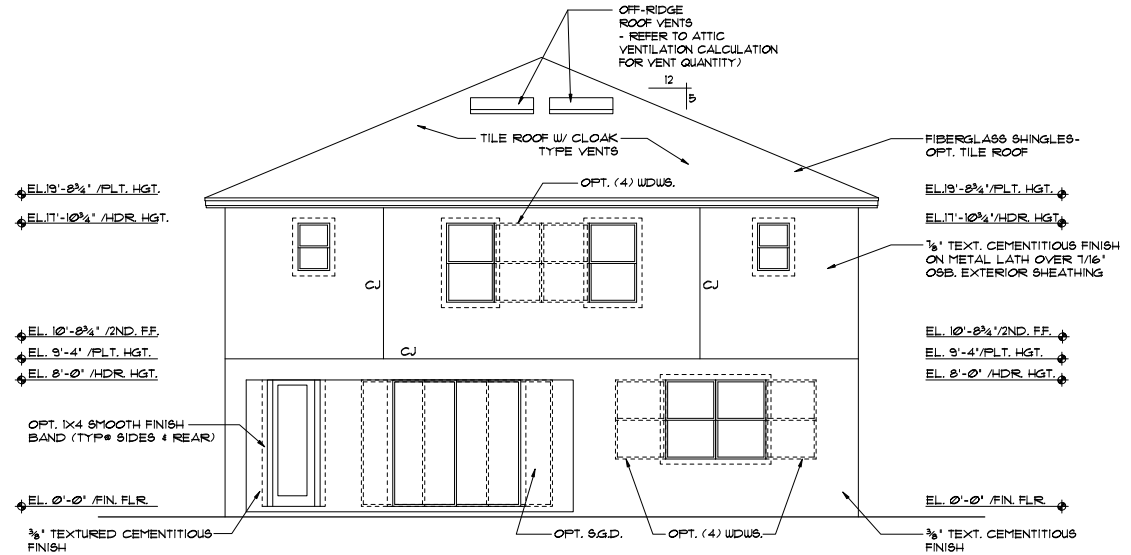 OFF-RIDGE
ROOF VENTS
- REFER TO ATTIC
VENTILATION CALCULATION
FOR VENT QUANTITY)
12
5
TILE ROOF W/ CLOAK
TYPE VENTS
FIBERGLASS SHINGLES-
OPT. TILE ROOF
OPT. (4) WDWS.
EL.19'-8¾" /PLT. HGT.
EL.19'-8¾"/PLT. HGT.
EL.17'-10¾" /HDR. HGT.
EL.17'-10¾"/HDR. HGT.
⅞" TEXT. CEMENTITIOUS FINISH
ON METAL LATH OVER 7/16"
OSB. EXTERIOR SHEATHING
CJ
CJ
EL. 10'-8¾" /2ND. F.F.
EL. 10'-8¾"/2ND. F.F.
CJ
EL. 9'-4" /PLT. HGT.
EL. 9'-4"/PLT. HGT.
EL. 8'-0" /HDR. HGT.
EL. 8'-0" /HDR. HGT.
OPT. 1X4 SMOOTH FINISH
BAND (TYP@ SIDES & REAR)
EL. 0'-0" /FIN. FLR.
EL. 0'-0" /FIN. FLR.
⅜" TEXTURED CEMENTITIOUS
FINISH
OPT. S.G.D.
OPT. (4) WDWS.
⅜" TEXT. CEMENTITIOUS
FINISH